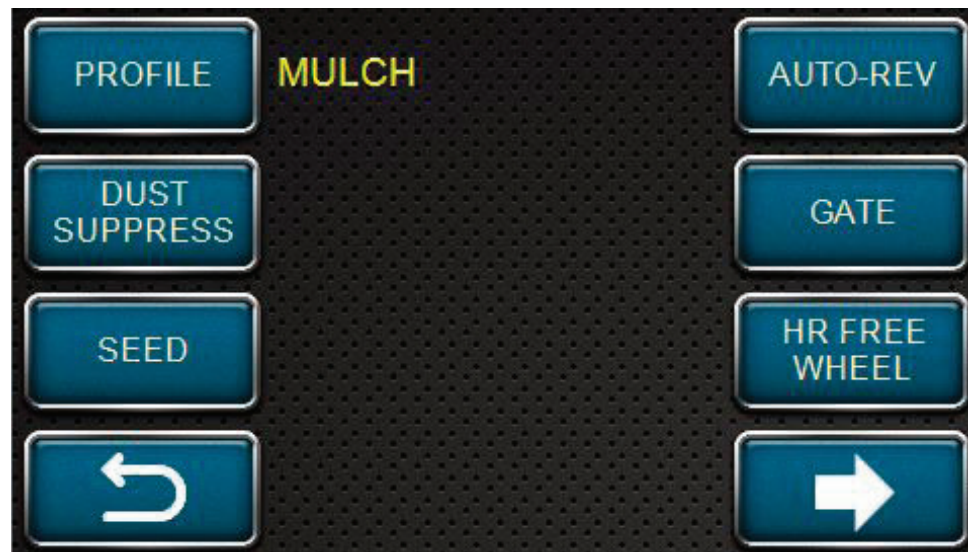 PROFILE
MULCH
AUTO-REV
DUST
SUPPRESS
GATE
SEED
HR FREE
WHEEL